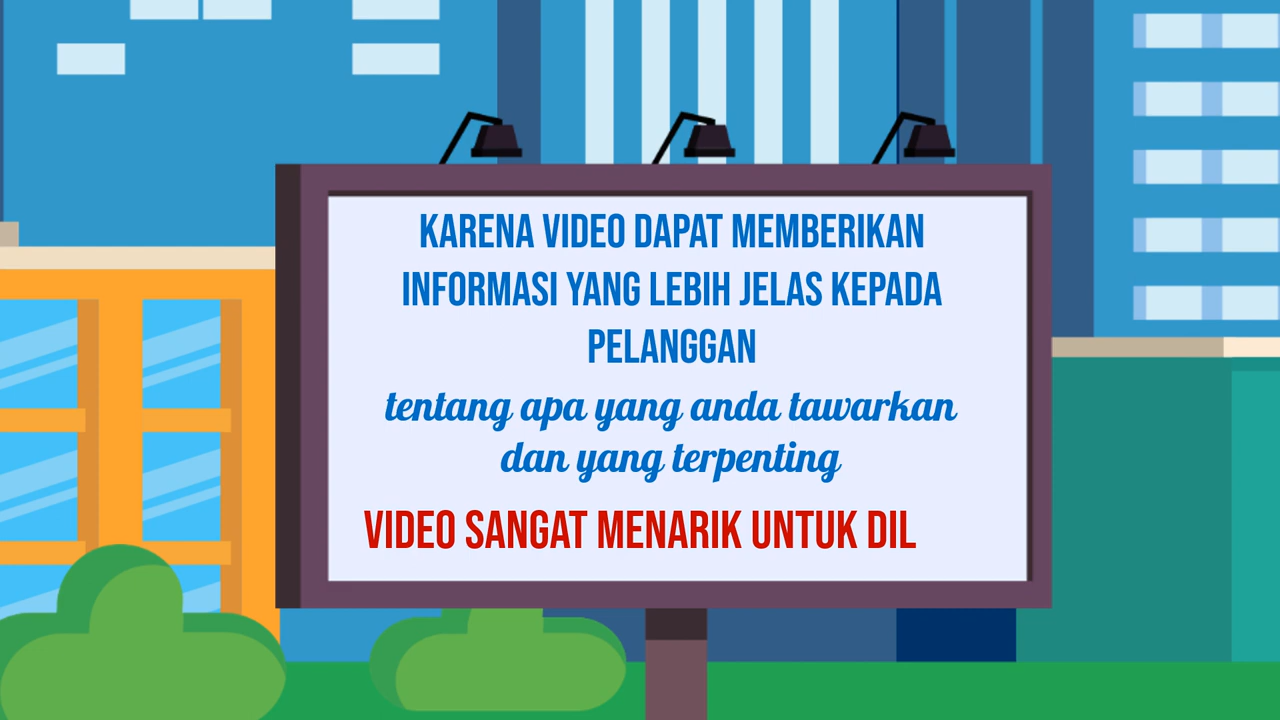 KARENA VIDEO DAPAT MEMBERIKAN
INFORMASI YANG LEBIH JELAS KEPADA
PELANGGAN
tentang apa yang anda tawarkan
dan yang terpenting
VIDEO SANGAT MENARIK UNTUK DIL